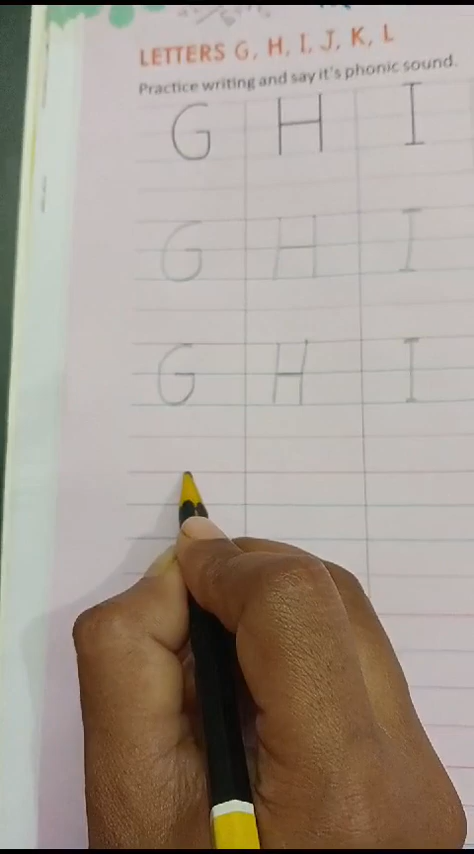 LETTERS G, H, I, J, K, L
Practice writing and say it's phonic sound.
G H I
G H I
G H I